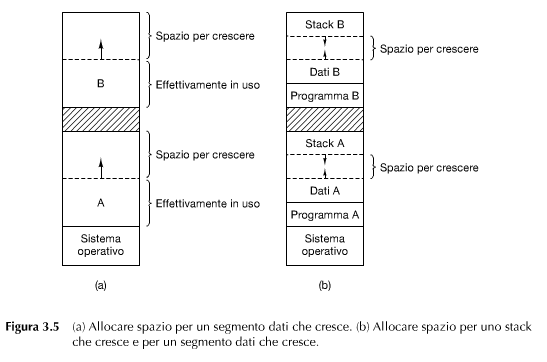 Spazio per crescere
B
Effettivamente in uso
Spazio per crescere
A
Effettivamente in uso
Sistema
operativo
(a)
Stack B
Spazio per crescere
Dati B
Programma B
Stack A
Spazio per crescere
Dati A
Programma A
Sistema
operativo
(b)
Figura 3.5 (a) Allocare spazio per un segmento dati che cresce. (b) Allocare spazio per uno stack
che cresce e per un segmento dati che cresce.